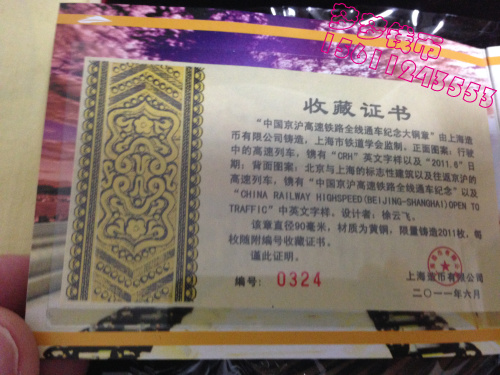 梦乡钱币
15611243553
收藏证书
“中国京沪高速铁路全线通车纪念大铜章”由上海造
币有限公司铸造，上海市铁道学会监制，正面图案：行驶
中的高速列车，镌有“CRH”英文字样以及“2011.6”日
期；背面图案：北京与上海的标志性建筑以及往返京沪的
高速列车，镌有“中国京沪高速铁路全线通车纪念”以及
“CHINA RAILWAY HIGHSPEED(BEIJING-SHANGHAI)OPEN TO
TRAFFIC”中英文字样，设计者：徐云飞。
该章直径90毫米，材质为黄铜，限量铸造2011枚，每
枚随附编号收藏证书。
谨此证明。
编号：0324
上海造币有限公司
二〇一一年六月